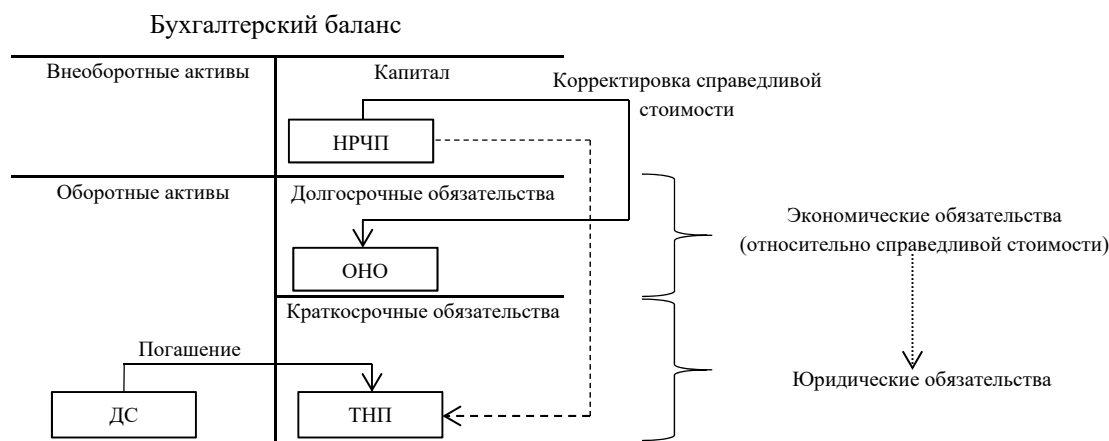 Бухгалтерский баланс
Внеоборотные активы
Капитал
Корректировка справедливой
стоимости
НРЧП
Оборотные активы
Долгосрочные обязательства
Экономические обязательства
(относительно справедливой стоимости)
ОНО
Краткосрочные обязательства
Погашение
Юридические обязательства
ДС
ТНП